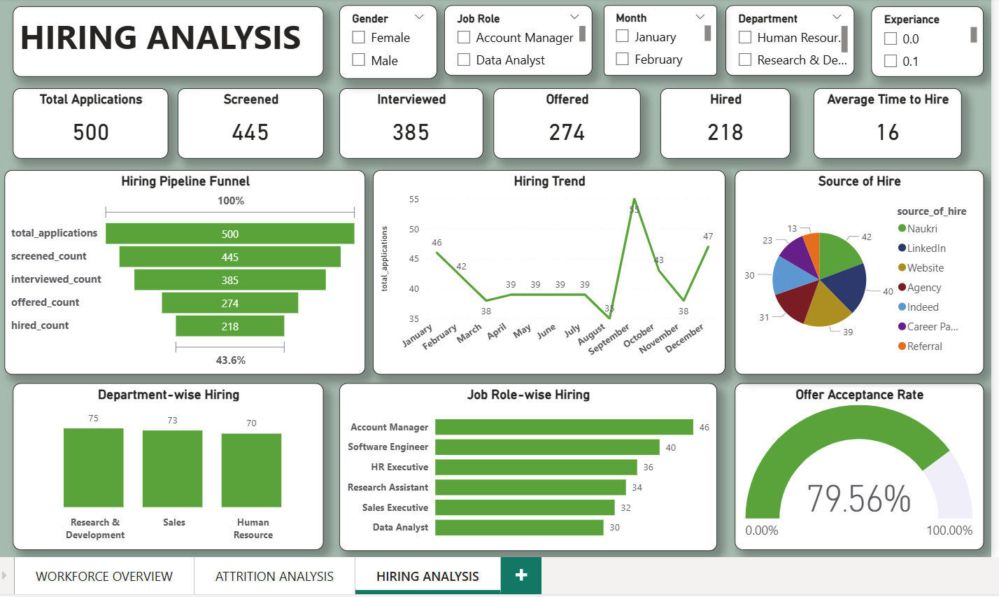 HIRING ANALYSIS
Gender
Female
Male
Job Role
Account Manager
Data Analyst
Month
January
February
Department
Human Resour...
Research & De...
Experiance
0.0
0.1
Total Applications
500
Screened
445
Interviewed
385
Offered
274
Hired
218
Average Time to Hire
16
Hiring Pipeline Funnel
100%
total_applications 500
screened_count 445
interviewed_count 385
offered_count 274
hired_count 218
43.6%
Hiring Trend
total_applications
55
50
45
40
35
46
42
38
39
39
39
39
35
55
43
38
47
January
February
March
April
May
June
July
August
September
October
November
December
Source of Hire
13
42
23
30
40
31
39
source_of_hire
Naukri
LinkedIn
Website
Agency
Indeed
Career Pa...
Referral
Department-wise Hiring
75
73
70
Research &
Development
Sales
Human
Resource
Job Role-wise Hiring
Account Manager 46
Software Engineer 40
HR Executive 36
Research Assistant 34
Sales Executive 32
Data Analyst 30
Offer Acceptance Rate
79.56%
0.00%
100.00%
WORKFORCE OVERVIEW
ATTRITION ANALYSIS
HIRING ANALYSIS
+